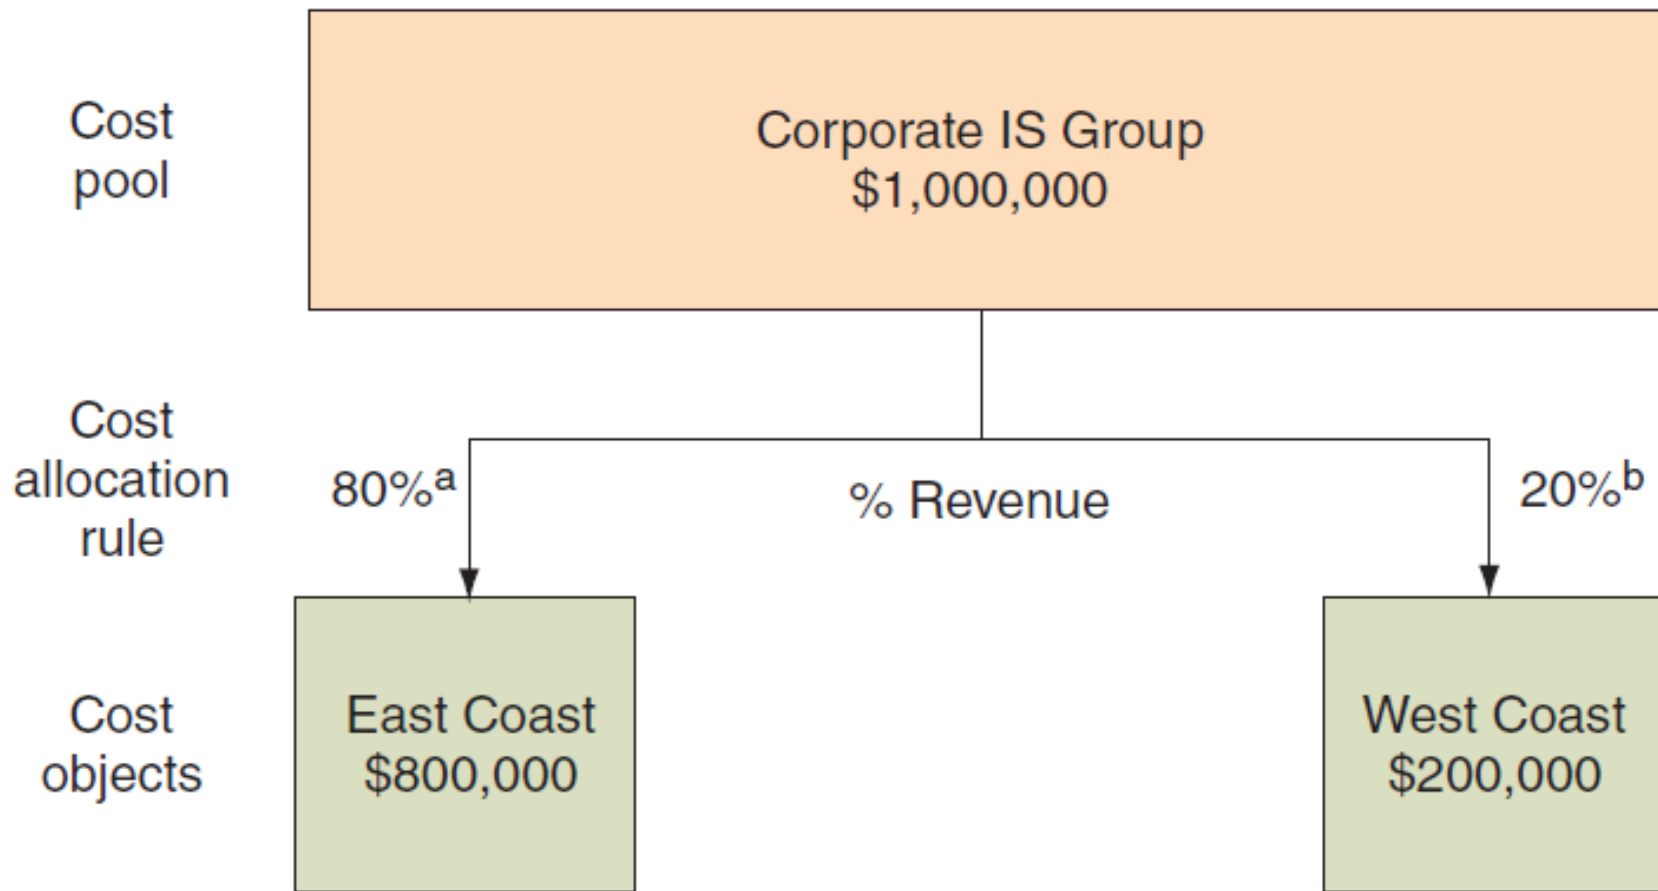 Cost
pool
Corporate IS Group
$1,000,000
Cost
allocation
rule
80%a
% Revenue
20%b
Cost
objects
East Coast
$800,000
West Coast
$200,000